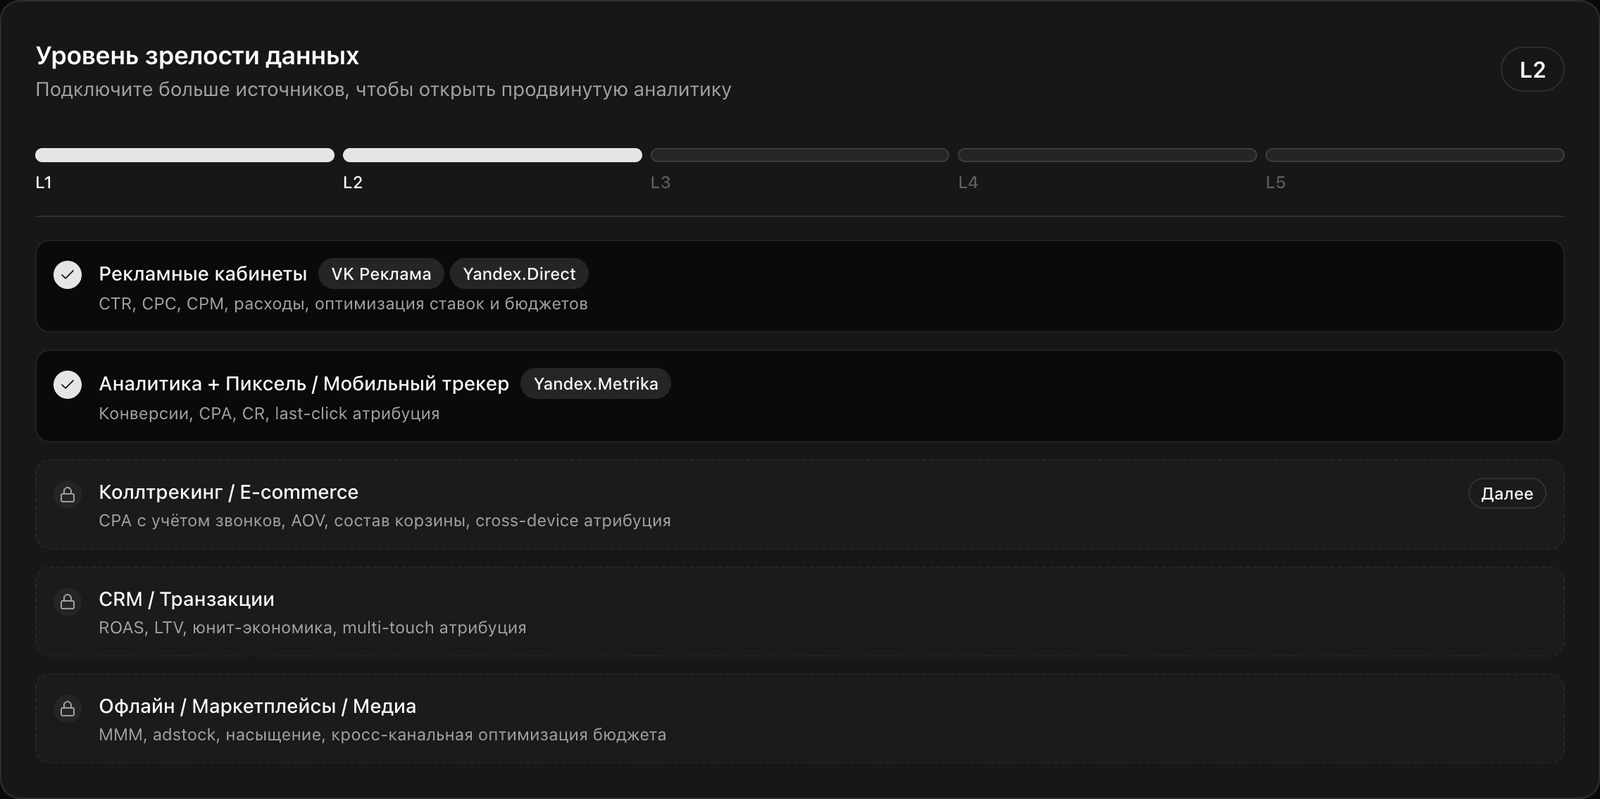 Уровень зрелости данных
L2
Подключите больше источников, чтобы открыть продвинутую аналитику
L1 L2 L3 L4 L5
Рекламные кабинеты VK Реклама Yandex.Direct
CTR, CPC, CPM, расходы, оптимизация ставок и бюджетов
Аналитика + Пиксель / Мобильный трекер Yandex.Metrika
Конверсии, CPA, CR, last-click атрибуция
Коллтрекинг / E-commerce Далее
CPA с учётом звонков, AOV, состав корзины, cross-device атрибуция
CRM / Транзакции
ROAS, LTV, юнит-экономика, multi-touch атрибуция
Офлайн / Маркетплейсы / Медиа
MMM, adstock, насыщение, кросс-канальная оптимизация бюджета